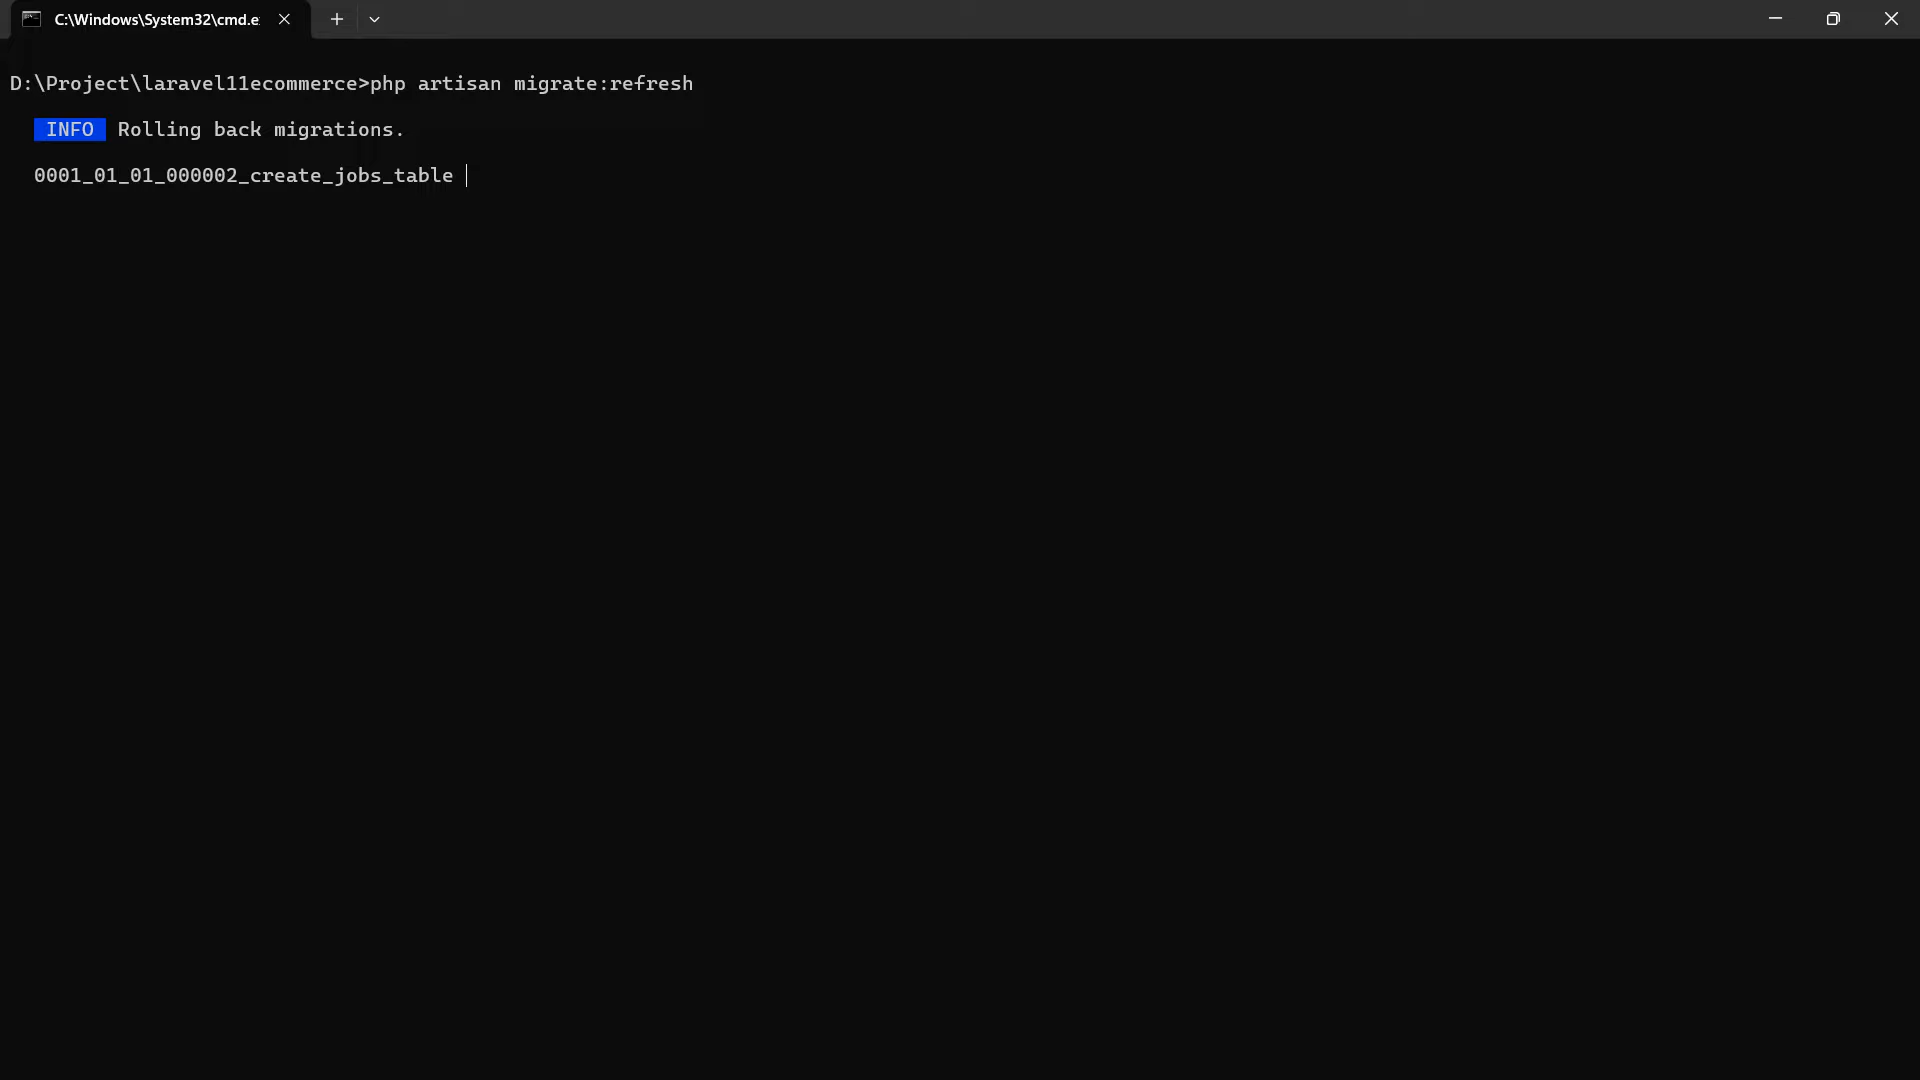 C:\Windows\System32\cmd.e
D:\Project\laravel11ecommerce>php artisan migrate:refresh
INFO Rolling back migrations.
0001_01_01_000002_create_jobs_table